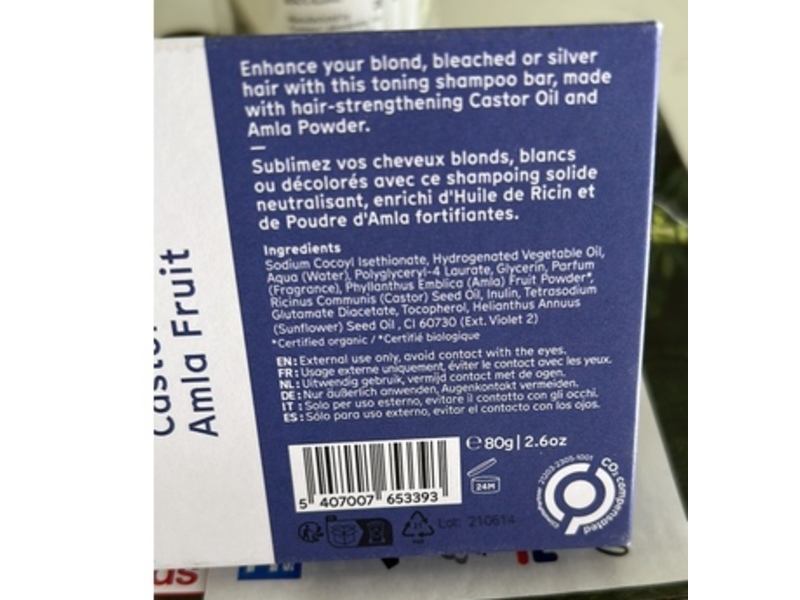 Enhance your blond, bleached or silver
hair with this toning shampoo bar, made
with hair-strengthening Castor Oil and
Amla Powder.
—
Sublimez vos cheveux blonds, blancs
ou décolorés avec ce shampoing solide
neutralisant, enrichi d'Huile de Ricin et
de Poudre d'Amla fortifiantes.
Ingredients
Sodium Cocoyl Isethionate, Hydrogenated Vegetable Oil,
Aqua (Water), Polyglyceryl-4 Laurate, Glycerin, Parfum
(Fragrance), Phyllanthus Emblica (Amla) Fruit Powder*,
Ricinus Communis (Castor) Seed Oil, Inulin, Tetrasodium
Glutamate Diacetate, Tocopherol, Helianthus Annuus
(Sunflower) Seed Oil , CI 60730 (Ext. Violet 2)
*Certified organic / *Certifié biologique
EN: External use only, avoid contact with the eyes.
FR: Usage externe uniquement, éviter le contact avec les yeux.
NL: Uitwendig gebruik, vermijd contact met de ogen.
DE: Nur äußerlich anwenden, Augenkontakt vermeiden.
IT : Solo per uso esterno, evitare il contatto con gli occhi.
ES: Sólo para uso externo, evitar el contacto con los ojos.
℮ 80g | 2.6oz
5 407007 653393
24M
Lot: 210614
CO₂ compensated
Amla Fruit